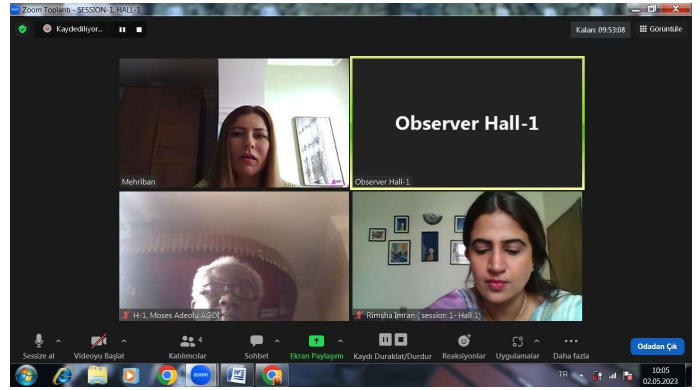 Zoom Toplantı - SESSION-1, HALL-1
Kaydediliyor...
Kalan: 09:53:08
Görüntüle
Mehriban
Observer Hall-1
Observer Hall-1
H-1, Moses Adeolu AGOI
Rimsha Imran ( session 1- Hall 1)
4
Sessize al
Videoyu Başlat
Katılımcılar
Sohbet
Ekran Paylaşımı
Kaydı Duraklat/Durdur
Reaksiyonlar
Uygulamalar
Daha fazla
Odadan Çık
zoom
TR
10:05
02.05.2023